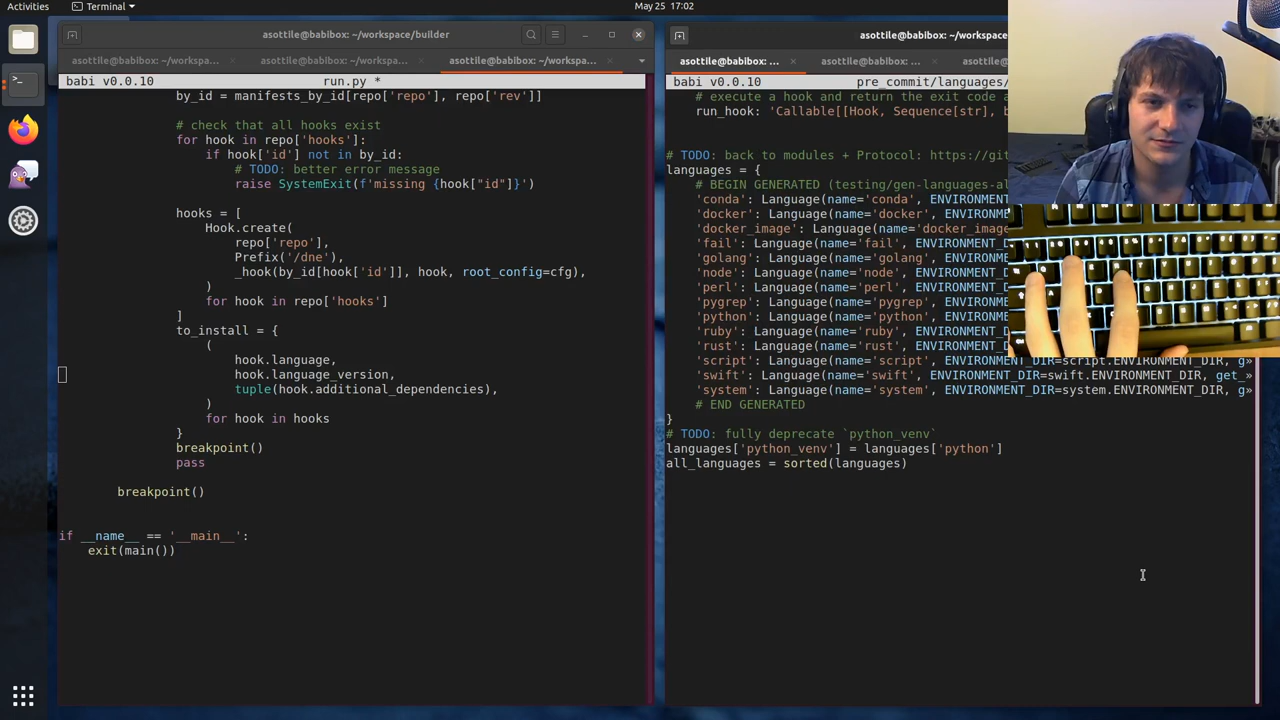 Activities
Terminal
May 25 17:02
asottile@babibox: ~/workspace/builder
asottile@babibox: ~/workspa...
asottile@babibox: ~/workspa...
asottile@babibox: ~/workspa...
babi v0.0.10 run.py *
by_id = manifests_by_id[repo['repo'], repo['rev']]
# check that all hooks exist
for hook in repo['hooks']:
if hook['id'] not in by_id:
# TODO: better error message
raise SystemExit(f'missing {hook["id"]}')
hooks = [
Hook.create(
repo['repo'],
Prefix('/dne'),
_hook(by_id[hook['id']], hook, root_config=cfg),
)
for hook in repo['hooks']
]
to_install = {
(
hook.language,
hook.language_version,
tuple(hook.additional_dependencies),
)
for hook in hooks
}
breakpoint()
pass
breakpoint()
if __name__ == '__main__':
exit(main())
asottile@babibox: ~/workspace
asottile@babibox: ...
asottile@babibox: ...
babi v0.0.10 pre_commit/languages/
# execute a hook and return the exit code a
run_hook: 'Callable[[Hook, Sequence[str], b
# TODO: back to modules + Protocol: https://git
languages = {
# BEGIN GENERATED (testing/gen-languages-al
'conda': Language(name='conda', ENVIRONMENT_D
'docker': Language(name='docker', ENVIRONMENT_
'docker_image': Language(name='docker_image
'fail': Language(name='fail', ENVIRONMENT_D
'golang': Language(name='golang', ENVIRONME
'node': Language(name='node', ENVIRONMENT_D
'perl': Language(name='perl', ENVIRONMENT_D
'pygrep': Language(name='pygrep', ENVIRONME
'python': Language(name='python', ENVIRONME
'ruby': Language(name='ruby', ENVIRONMENT_D
'rust': Language(name='rust', ENVIRONMENT_D
'script': Language(name='script', ENVIRONMENT_DIR=script.ENVIRONMENT_DIR, g»
'swift': Language(name='swift', ENVIRONMENT_DIR=swift.ENVIRONMENT_DIR, get_»
'system': Language(name='system', ENVIRONMENT_DIR=system.ENVIRONMENT_DIR, g»
# END GENERATED
}
# TODO: fully deprecate `python_venv`
languages['python_venv'] = languages['python']
all_languages = sorted(languages)